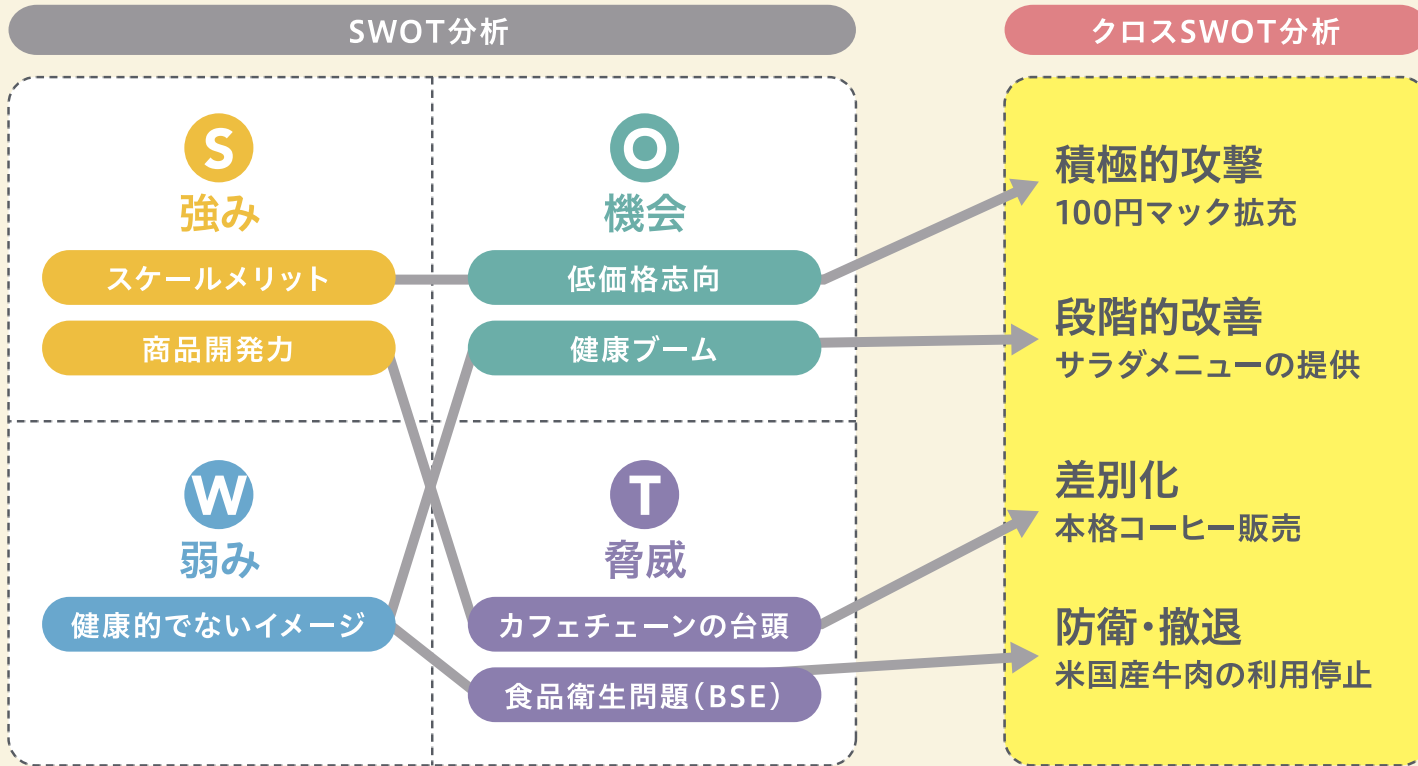 SWOT分析
クロスSWOT分析
S
強み
スケールメリット
商品開発力
O
機会
低価格志向
健康ブーム
W
弱み
健康的でないイメージ
T
脅威
カフェチェーンの台頭
食品衛生問題（BSE）
積極的攻撃
100円マック拡充
段階的改善
サラダメニューの提供
差別化
本格コーヒー販売
防衛・撤退
米国産牛肉の利用停止